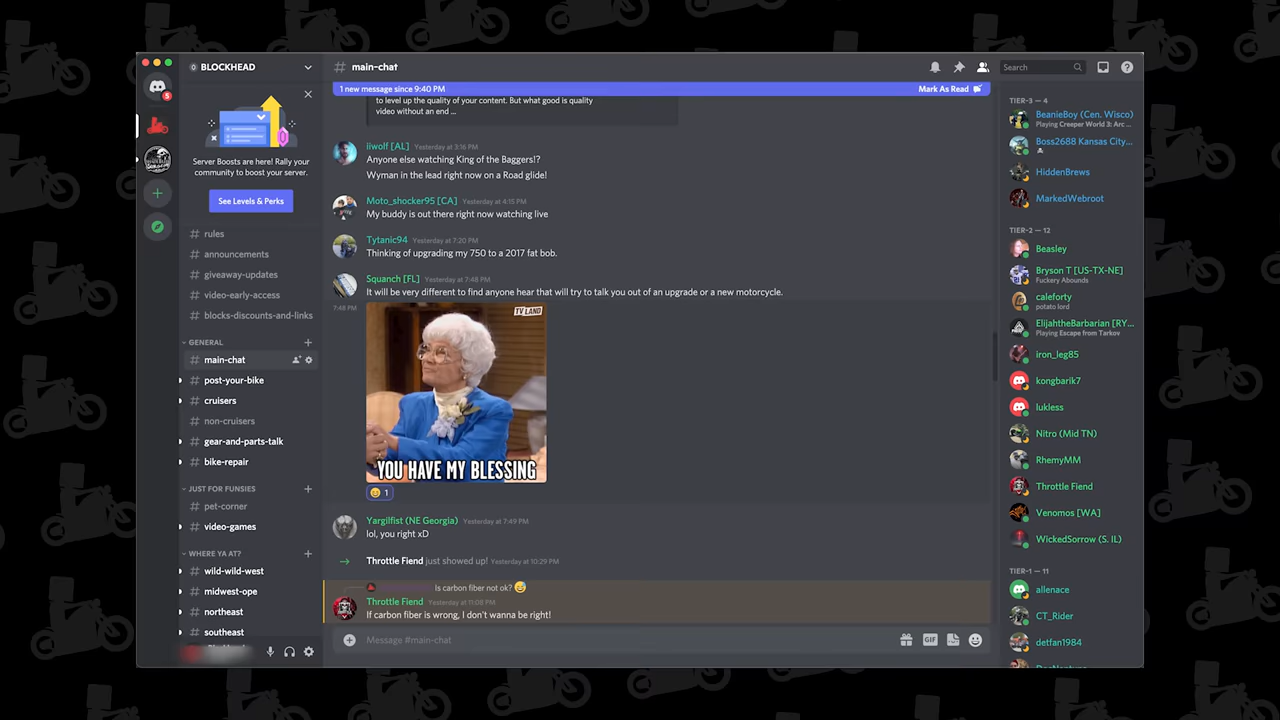 BLOCKHEAD
5
Server Boosts are here! Rally your
community to boost your server.
See Levels & Perks
rules
announcements
giveaway-updates
video-early-access
blocks-discounts-and-links
GENERAL
main-chat
post-your-bike
cruisers
non-cruisers
gear-and-parts-talk
bike-repair
JUST FOR FUNSIES
pet-corner
video-games
WHERE YA AT?
wild-wild-west
midwest-ope
northeast
southeast
# main-chat
Search
1 new message since 9:40 PM
Mark As Read
to level up the quality of your content. But what good is quality
video without an end ...
liwolf [AL] Yesterday at 3:16 PM
Anyone else watching King of the Baggers!?
Wyman in the lead right now on a Road glide!
Moto_shocker95 [CA] Yesterday at 4:15 PM
My buddy is out there right now watching live
Tytanic94 Yesterday at 7:20 PM
Thinking of upgrading my 750 to a 2017 fat bob.
Squanch [FL] Yesterday at 7:48 PM
It will be very different to find anyone hear that will try to talk you out of an upgrade or a new motorcycle.
7:48 PM
TV LAND
YOU HAVE MY BLESSING
1
Yargilfist (NE Georgia) Yesterday at 7:49 PM
lol, you right xD
Throttle Fiend just showed up! Yesterday at 10:29 PM
Is carbon fiber not ok? 😅
Throttle Fiend Yesterday at 11:08 PM
If carbon fiber is wrong, I don't wanna be right!
Message #main-chat
GIF
TIER-3 — 4
BeanieBoy (Cen. Wisco)
Playing Creeper World 3: Arc ...
Boss2688 Kansas City...
HiddenBrews
MarkedWebroot
TIER-2 — 12
Beasley
Bryson T [US-TX-NE]
Fuckery Abounds
caleforty
potato lord
ElijahtheBarbarian [RY...
Playing Escape from Tarkov
iron_leg85
kongbarik7
lukless
Nitro (Mid TN)
RhemyMM
Throttle Fiend
Venomos [WA]
WickedSorrow (S. IL)
TIER-1 — 11
allenace
CT_Rider
detfan1984